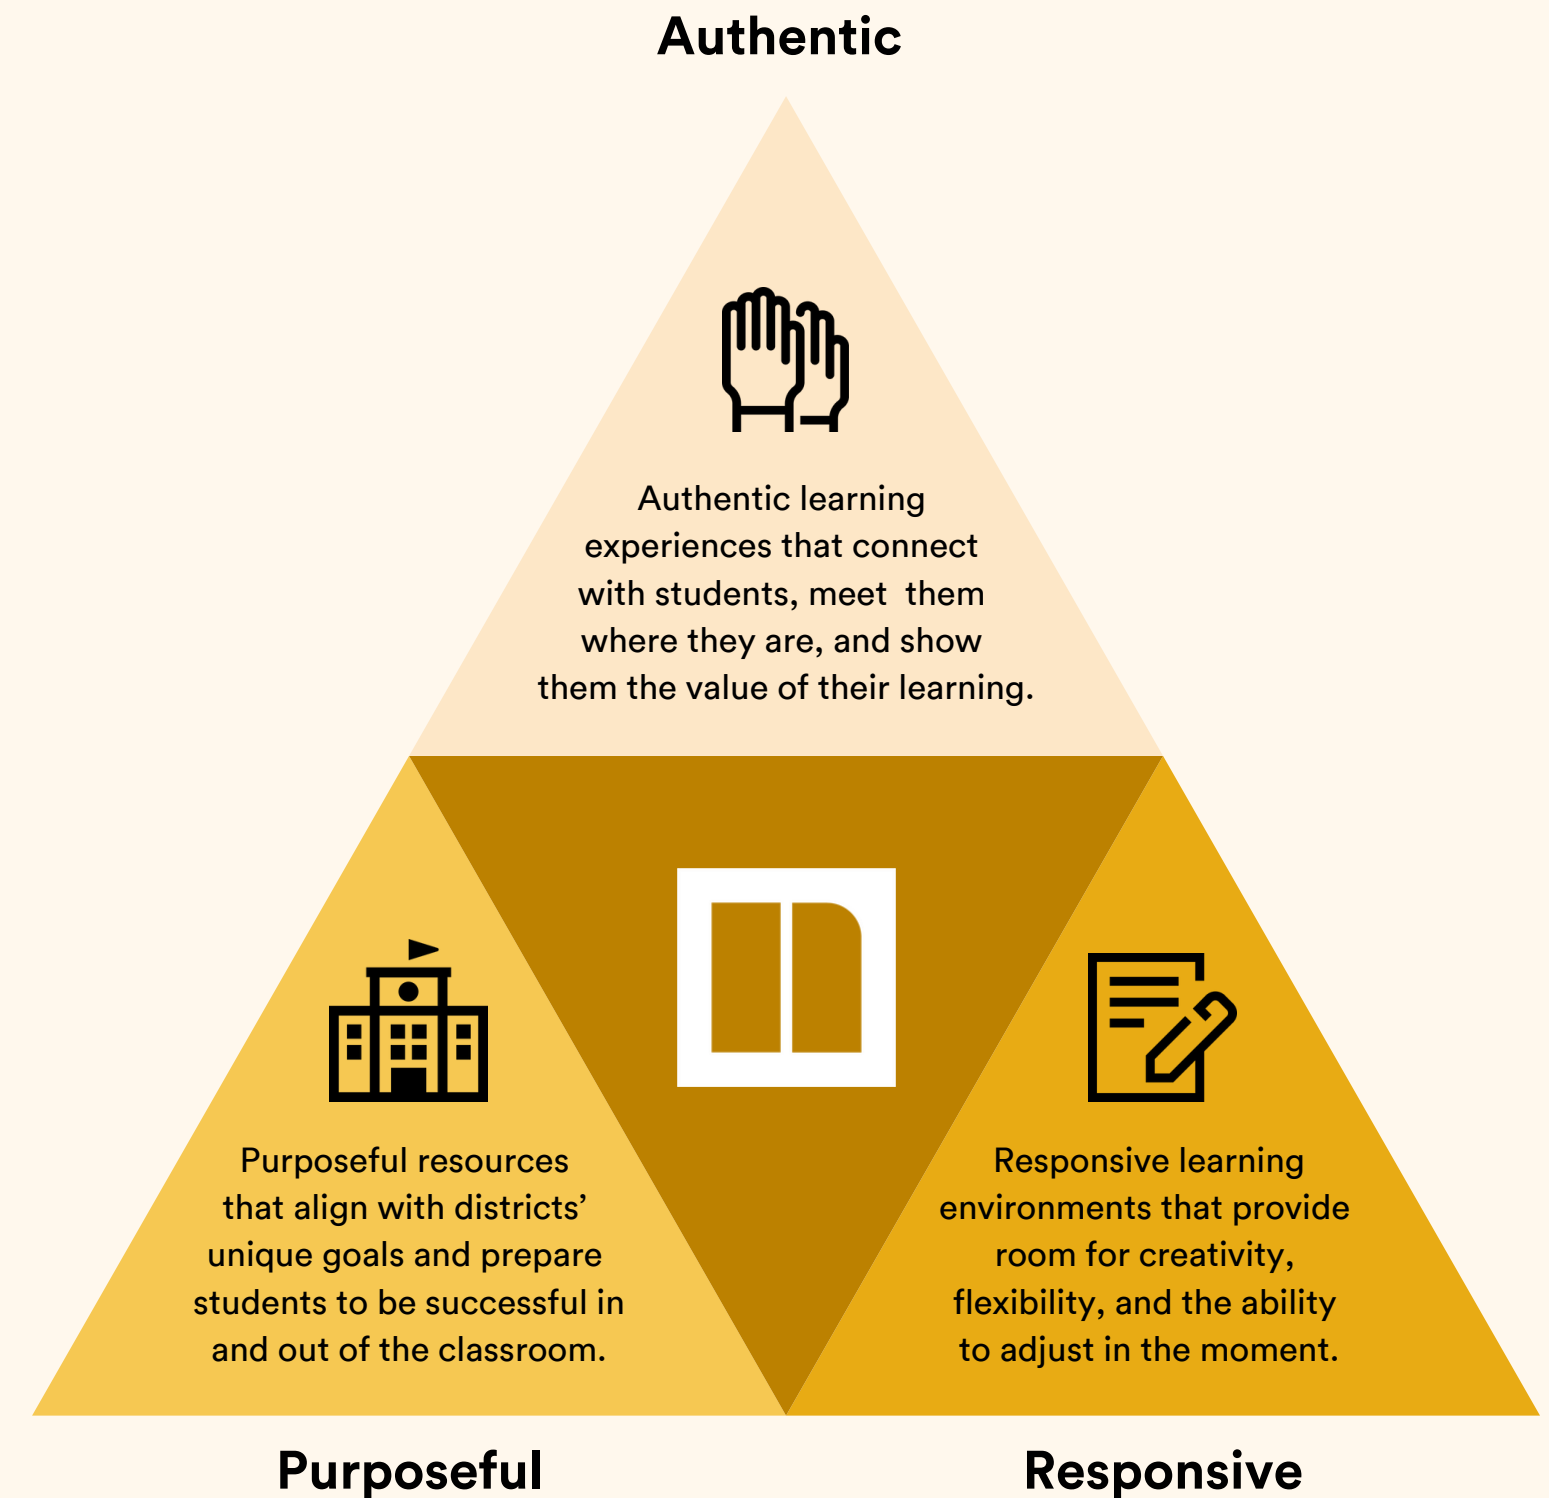 Authentic
Authentic learning
experiences that connect
with students, meet  them
where they are, and show
them the value of their learning.
Purposeful resources
that align with districts’
unique goals and prepare
students to be successful in
and out of the classroom.
Responsive learning
environments that provide
room for creativity,
flexibility, and the ability
to adjust in the moment.
Purposeful
Responsive